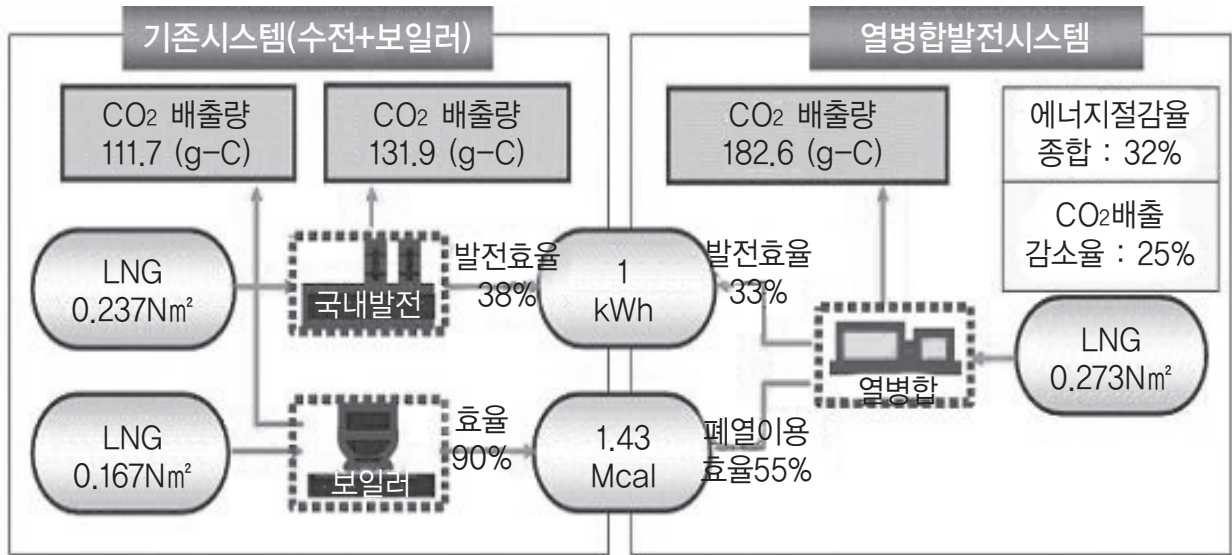 기존시스템(수전+보일러)
CO2 배출량
111.7 (g-C)
CO2 배출량
131.9 (g-C)
LNG
0.237Nm²
국내발전
발전효율
38%
1
kWh
LNG
0.167Nm²
보일러
효율
90%
1.43
Mcal
열병합발전시스템
CO2 배출량
182.6 (g-C)
에너지절감율
종합 : 32%
CO2배출
감소율 : 25%
발전효율
33%
열병합
LNG
0.273Nm²
폐열이용
효율55%